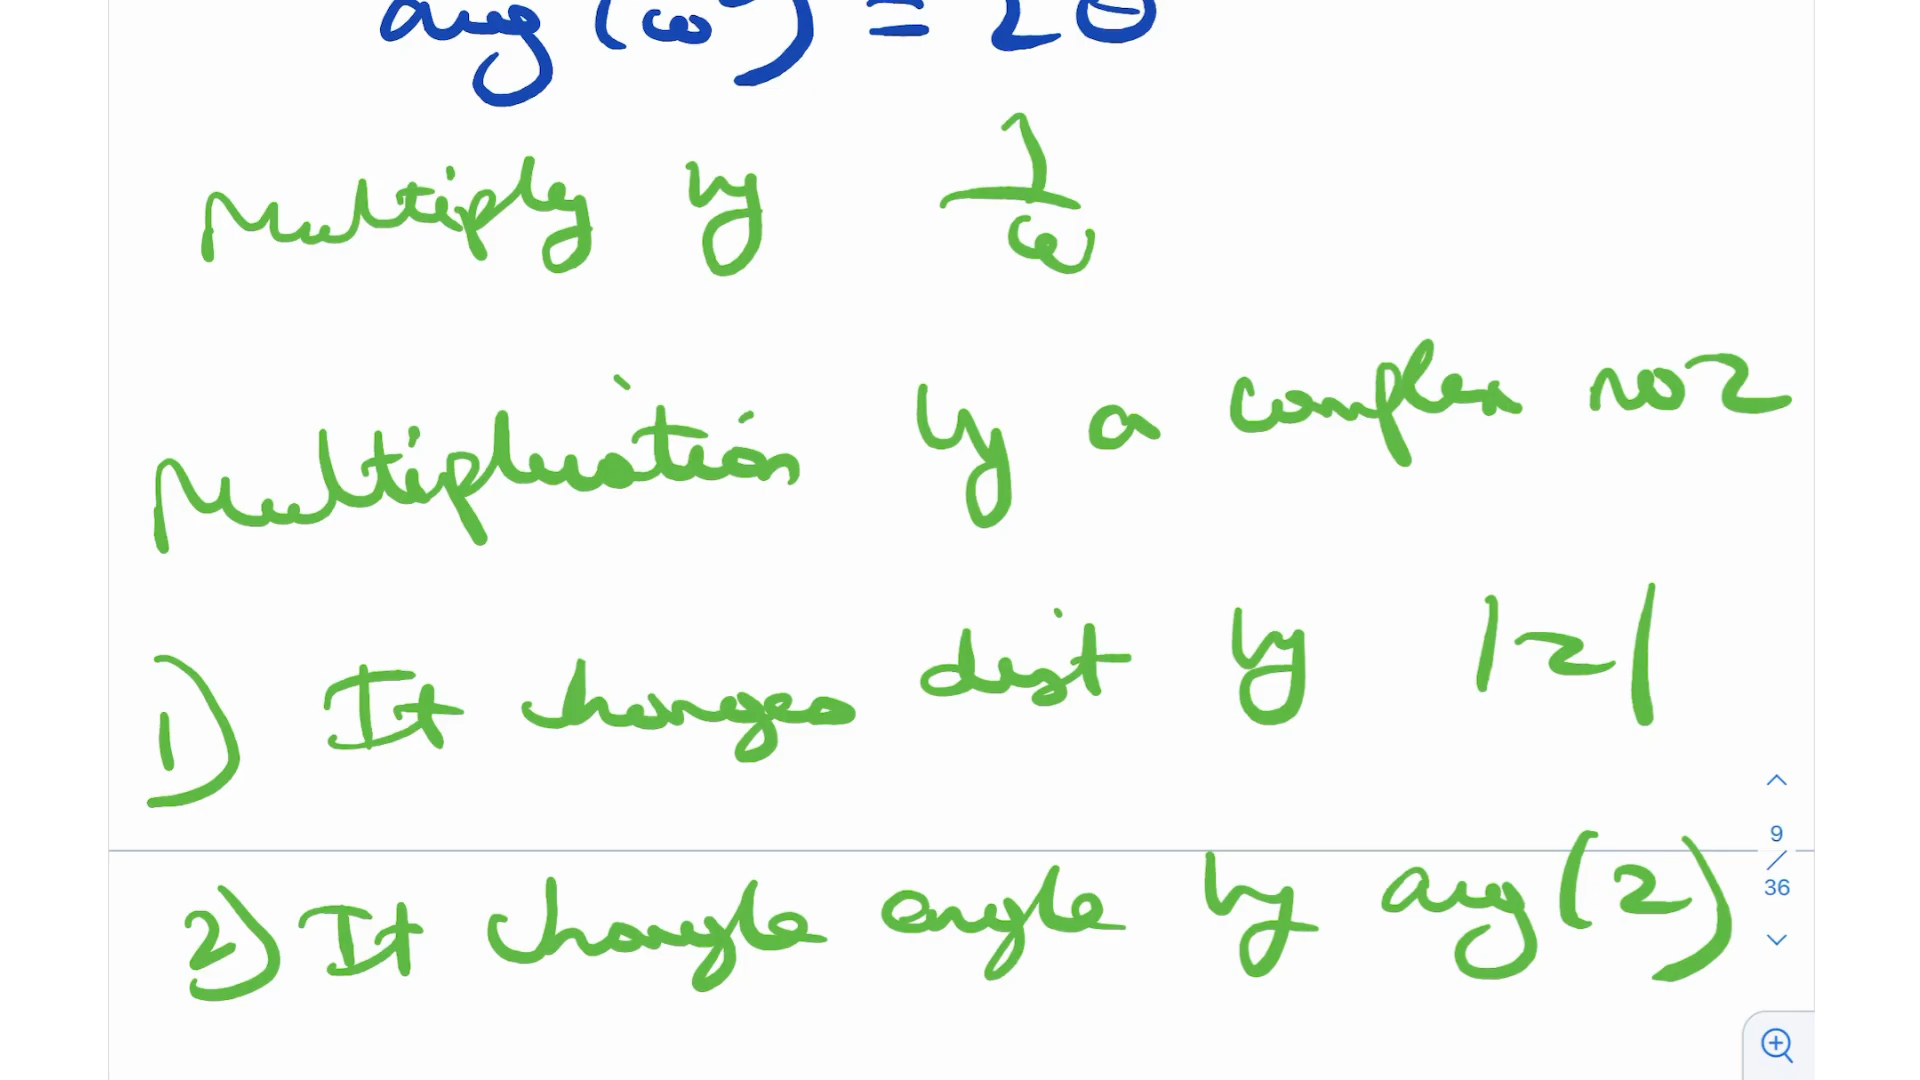 arg (ω²) = 2θ
Multiply by 1/ω
Multiplication by a complex no z
1) It changes dist by |z|
2) It changle angle by arg (z)
9
/
36